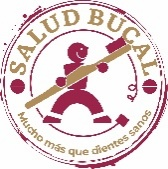 SALUD BUCAL
Mucho más que dientes sanos